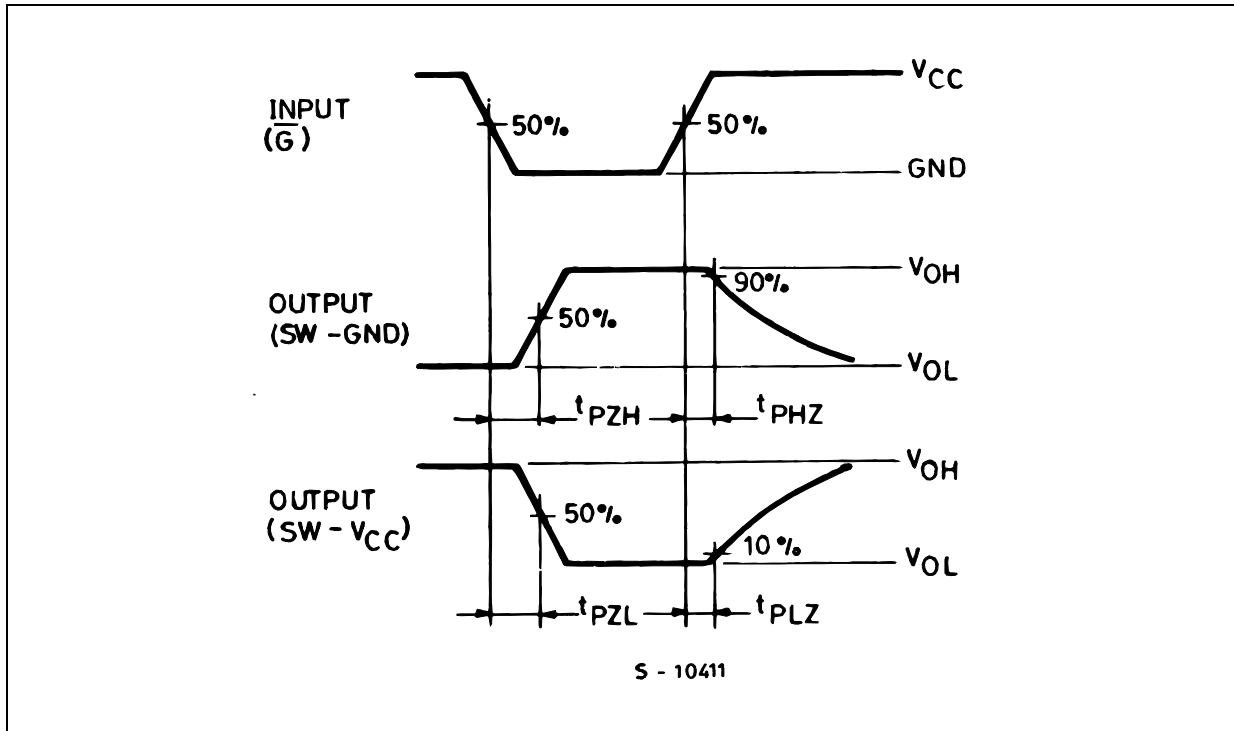 INPUT
(G̅)
50%
50%
VCC
GND
OUTPUT
(SW - GND)
50%
90%
VOH
VOL
tPZH
tPHZ
OUTPUT
(SW - VCC)
50%
10%
VOH
VOL
tPZL
tPLZ
S - 10411